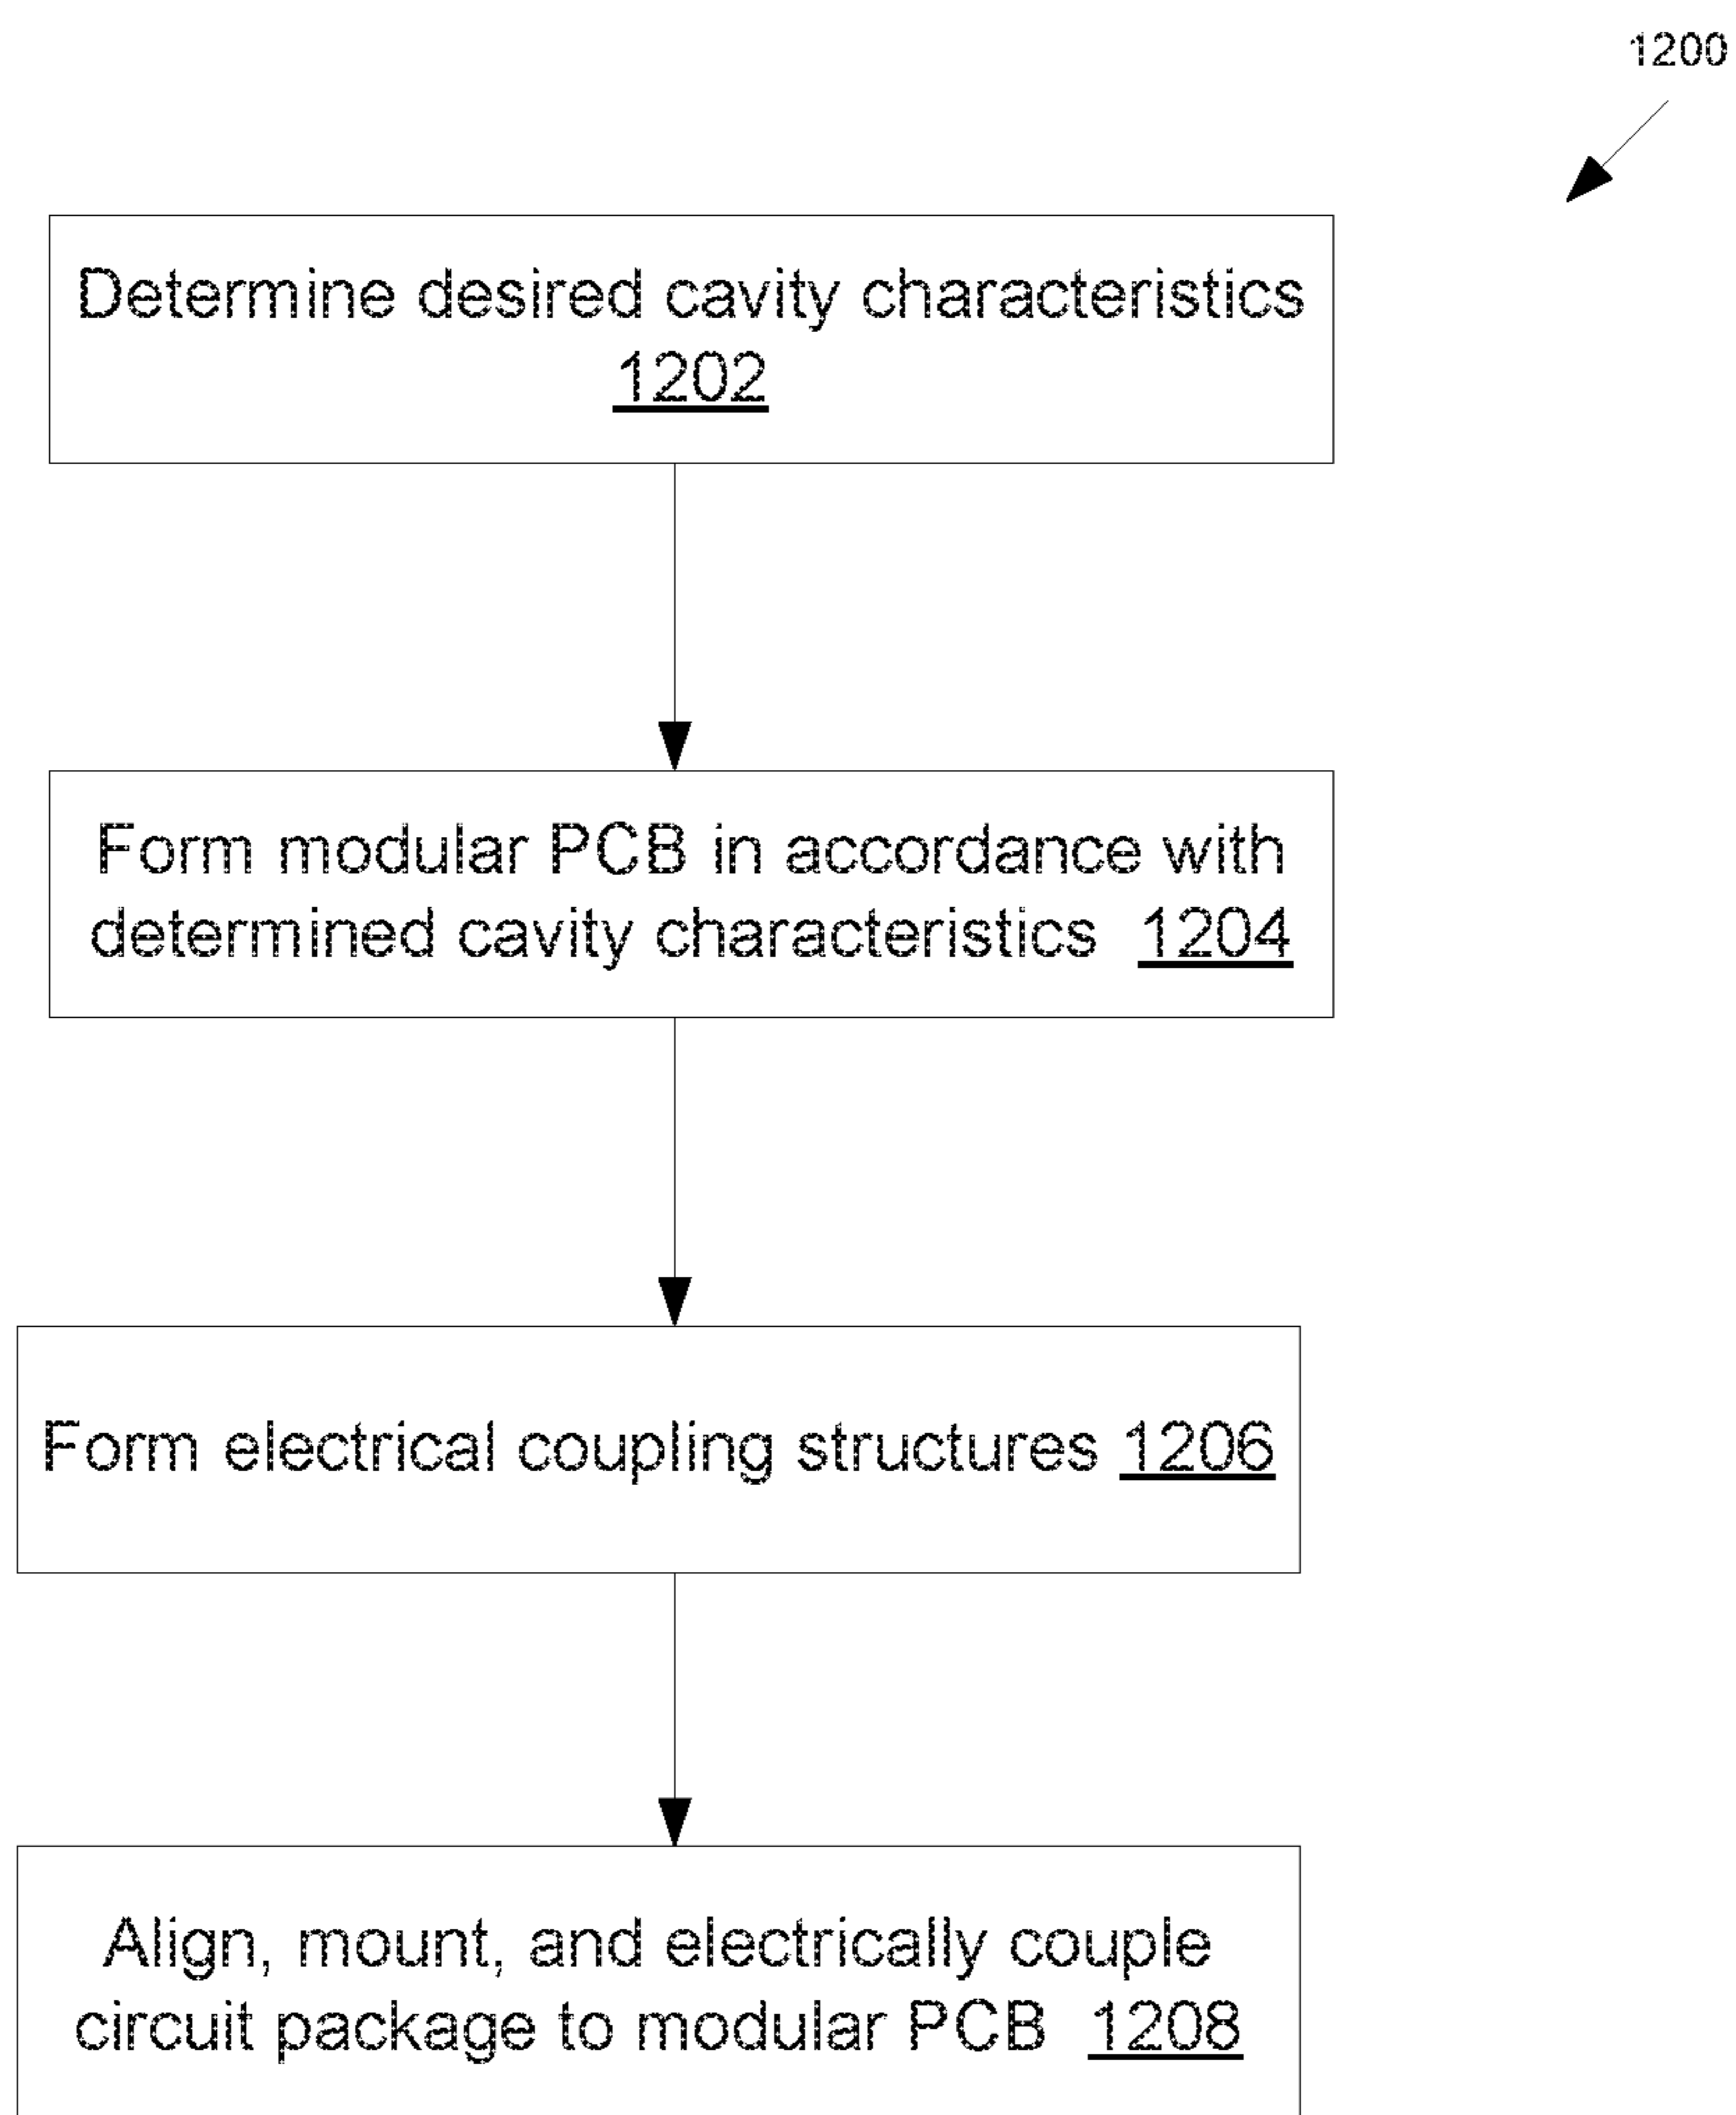 1200
Determine desired cavity characteristics
1202
Form modular PCB in accordance with
determined cavity characteristics 1204
Form electrical coupling structures 1206
Align, mount, and electrically couple
circuit package to modular PCB 1208